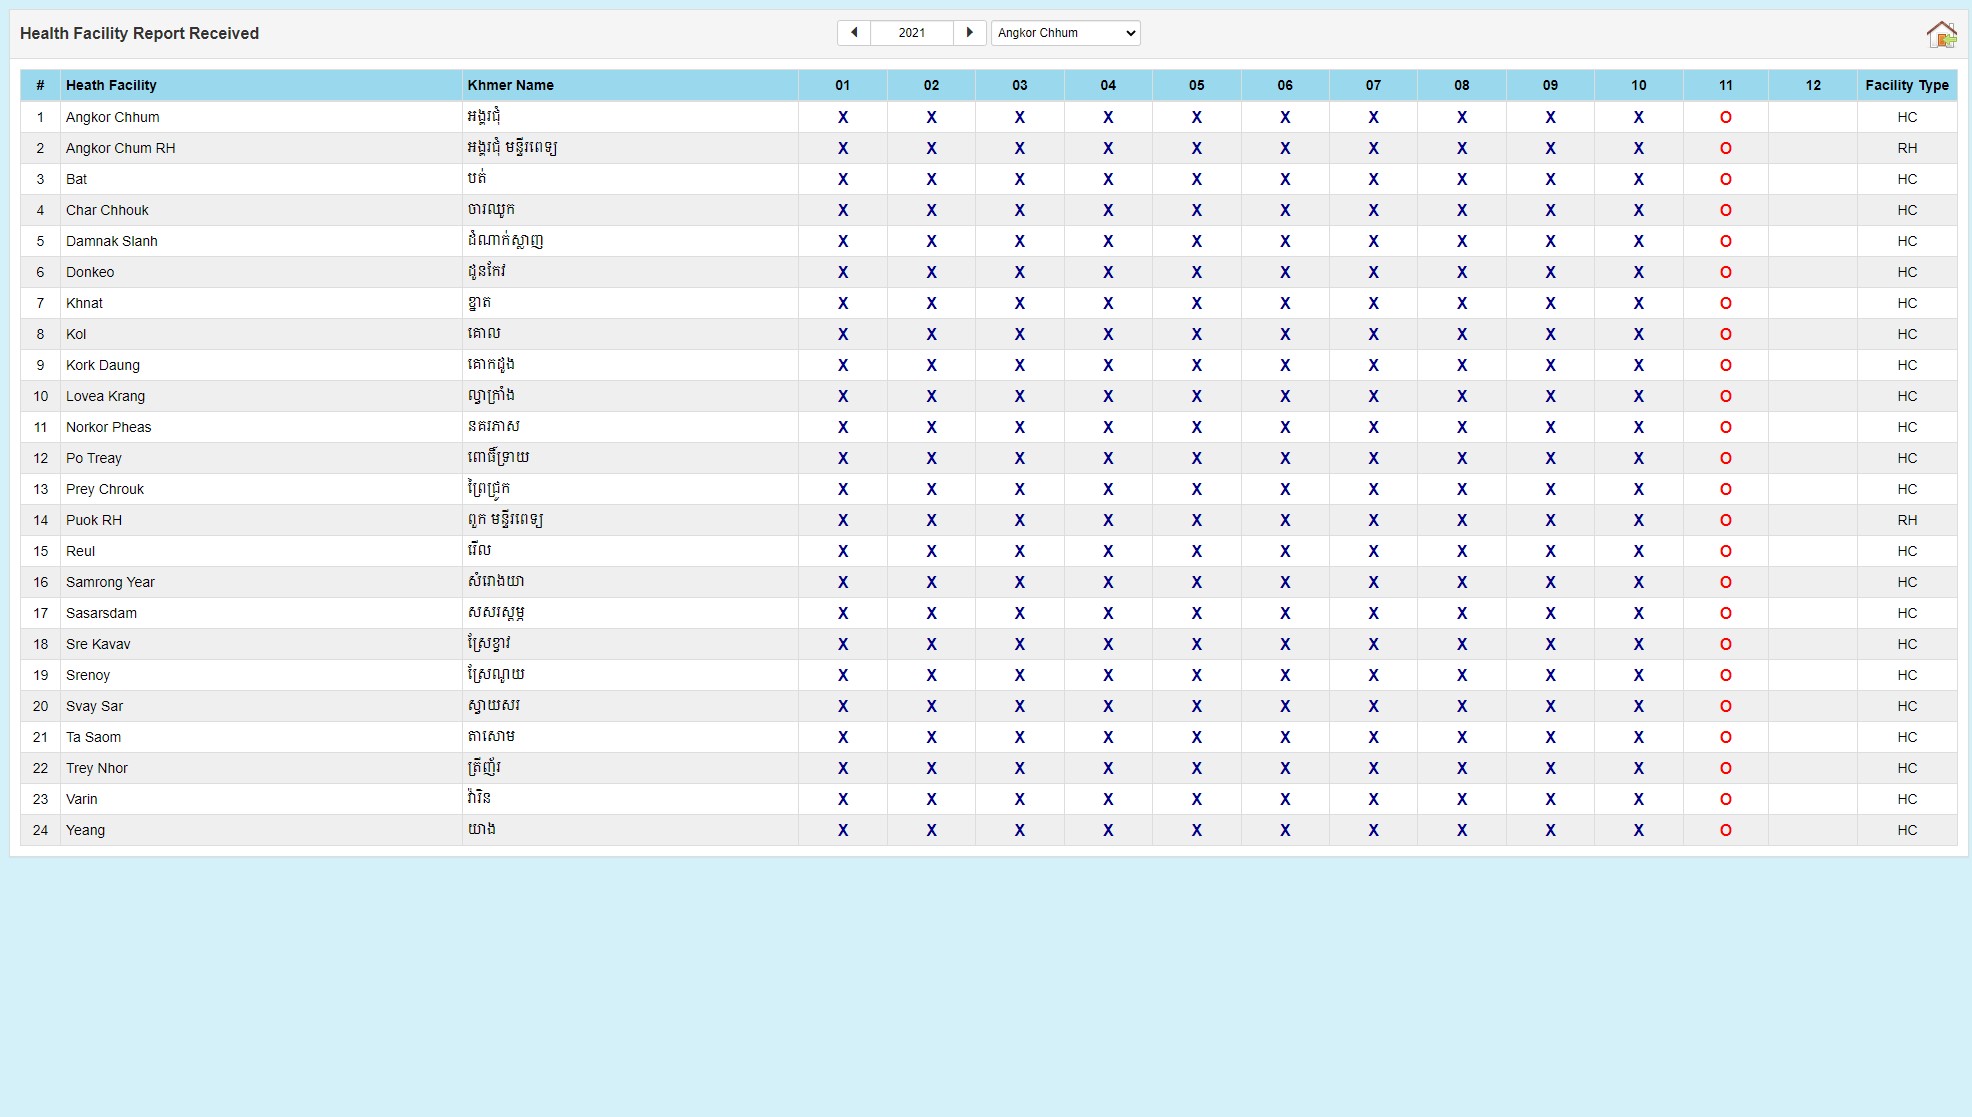 Health Facility Report Received
2021
Angkor Chhum
# Heath Facility Khmer Name 01 02 03 04 05 06 07 08 09 10 11 12 Facility Type
1 Angkor Chhum អង្គរជុំ X X X X X X X X X X O HC
2 Angkor Chum RH អង្គរជុំ មន្ទីរពេទ្យ X X X X X X X X X X O RH
3 Bat បត់ X X X X X X X X X X O HC
4 Char Chhouk ចារឈូក X X X X X X X X X X O HC
5 Damnak Slanh ដំណាក់ស្លាញ X X X X X X X X X X O HC
6 Donkeo ដូនកែវ X X X X X X X X X X O HC
7 Khnat ខ្នាត X X X X X X X X X X O HC
8 Kol គោល X X X X X X X X X X O HC
9 Kork Daung គោកដូង X X X X X X X X X X O HC
10 Lovea Krang ល្វាក្រាំង X X X X X X X X X X O HC
11 Norkor Pheas នគរភាស X X X X X X X X X X O HC
12 Po Treay ពោធិ៍ទ្រាយ X X X X X X X X X X O HC
13 Prey Chrouk ព្រៃជ្រូក X X X X X X X X X X O HC
14 Puok RH ពួក មន្ទីរពេទ្យ X X X X X X X X X X O RH
15 Reul រើល X X X X X X X X X X O HC
16 Samrong Year សំរោងយា X X X X X X X X X X O HC
17 Sasarsdam សសរស្តម្ភ X X X X X X X X X X O HC
18 Sre Kavav ស្រែខ្វាវ X X X X X X X X X X O HC
19 Srenoy ស្រែណូយ X X X X X X X X X X O HC
20 Svay Sar ស្វាយសរ X X X X X X X X X X O HC
21 Ta Saom តាសោម X X X X X X X X X X O HC
22 Trey Nhor ត្រីញ័រ X X X X X X X X X X O HC
23 Varin វ៉ារិន X X X X X X X X X X O HC
24 Yeang យាង X X X X X X X X X X O HC